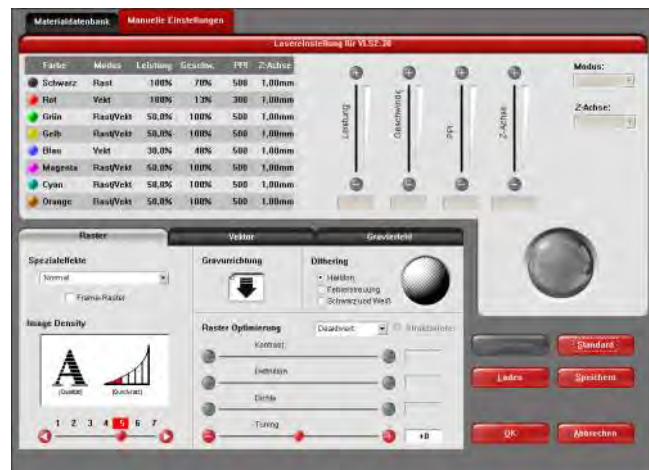 Materialdatenbank
Manuelle Einstellungen
Lasereinstellung für VLS2.30
Farbe Modus Leistung Geschw. PPI Z-Achse
Schwarz Rast 100% 70% 500 1,00mm
Rot Vekt 100% 13% 300 1,00mm
Grün Rast/Vekt 50,0% 100% 500 1,00mm
Gelb Rast/Vekt 50,0% 100% 500 1,00mm
Blau Vekt 30,0% 40% 500 1,00mm
Magenta Rast/Vekt 50,0% 100% 500 1,00mm
Cyan Rast/Vekt 50,0% 100% 500 1,00mm
Orange Rast/Vekt 50,0% 100% 500 1,00mm
Leistung
Geschwindk
PPI
Z-Achse
Modus:
Z-Achse:
Raster
Vektor
Gravierfeld
Spezialeffekte
Normal
Frame Raster
Gravurrichtung
Dithering
Halbton
Fehlerstreuung
Schwarz und Weiß
Image Density
A
(Qualität)
(Quickrast)
1 2 3 4 5 6 7
Raster Optimierung
Deaktiviert
Kontrast
Definition
Dichte
Tuning
+0
Standard
Laden
Speichern
OK
Abbrechen